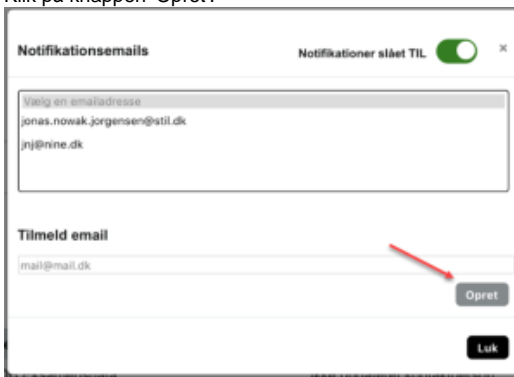 Klik på knappen 'Opret'.
Notifikationsemails
Notifikationer slået TIL
×
Vælg en emailadresse
jonas.nowak.jorgensen@stil.dk
jnj@nine.dk
Tilmeld email
mail@mail.dk
Opret
Luk